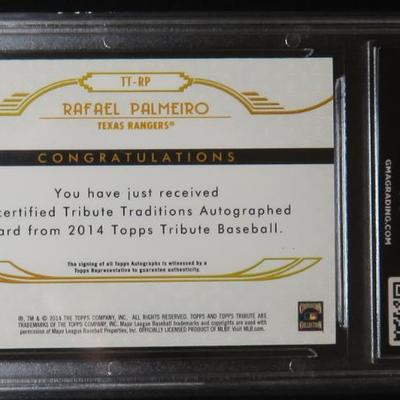 TT-RP
RAFAEL PALMEIRO
TEXAS RANGERS®
CONGRATULATIONS
You have just received
certified Tribute Traditions Autographed
ard from 2014 Topps Tribute Baseball.
The signing of all Topps Autographs is witnessed by a
Topps Representative to guarantee authenticity.
®, TM & © 2014 THE TOPPS COMPANY, INC. ALL RIGHTS RESERVED. TOPPS AND TOPPS TRIBUTE ARE
TRADEMARKS OF THE TOPPS COMPANY, INC. Major League Baseball trademarks and copyrights are used with
permission of Major League Baseball Properties, Inc. OFFICIALLY LICENSED PRODUCT OF MLBP. Visit MLB.com.
GMAGRADING.COM